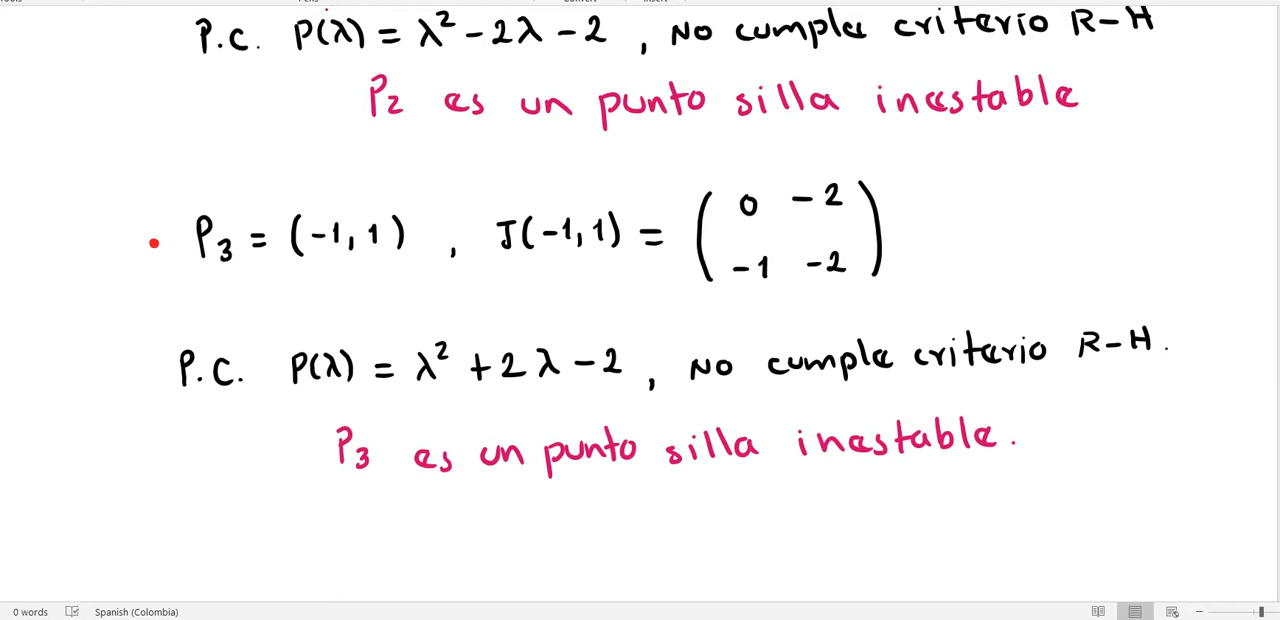 P.C. P(λ) = λ² - 2λ - 2 , No cumple criterio R-H
P₂ es un punto silla inestable
• P₃ = (-1, 1) , J(-1, 1) = ( 0 -2
-1 -2 )
P.C. P(λ) = λ² + 2λ - 2 , No cumple criterio R-H.
P₃ es un punto silla inestable.
0 words Spanish (Colombia)